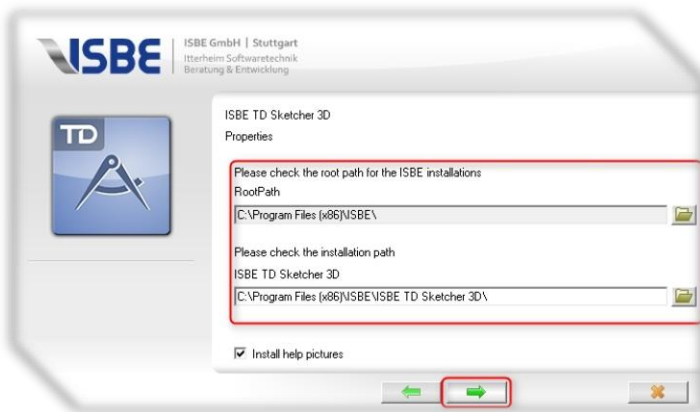 ISBE
ISBE GmbH | Stuttgart
Itterheim Softwaretechnik
Beratung & Entwicklung
TD
ISBE TD Sketcher 3D
Properties
Please check the root path for the ISBE installations
RootPath
C:\Program Files (x86)\ISBE\
Please check the installation path
ISBE TD Sketcher 3D
C:\Program Files (x86)\ISBE\ISBE TD Sketcher 3D\
Install help pictures